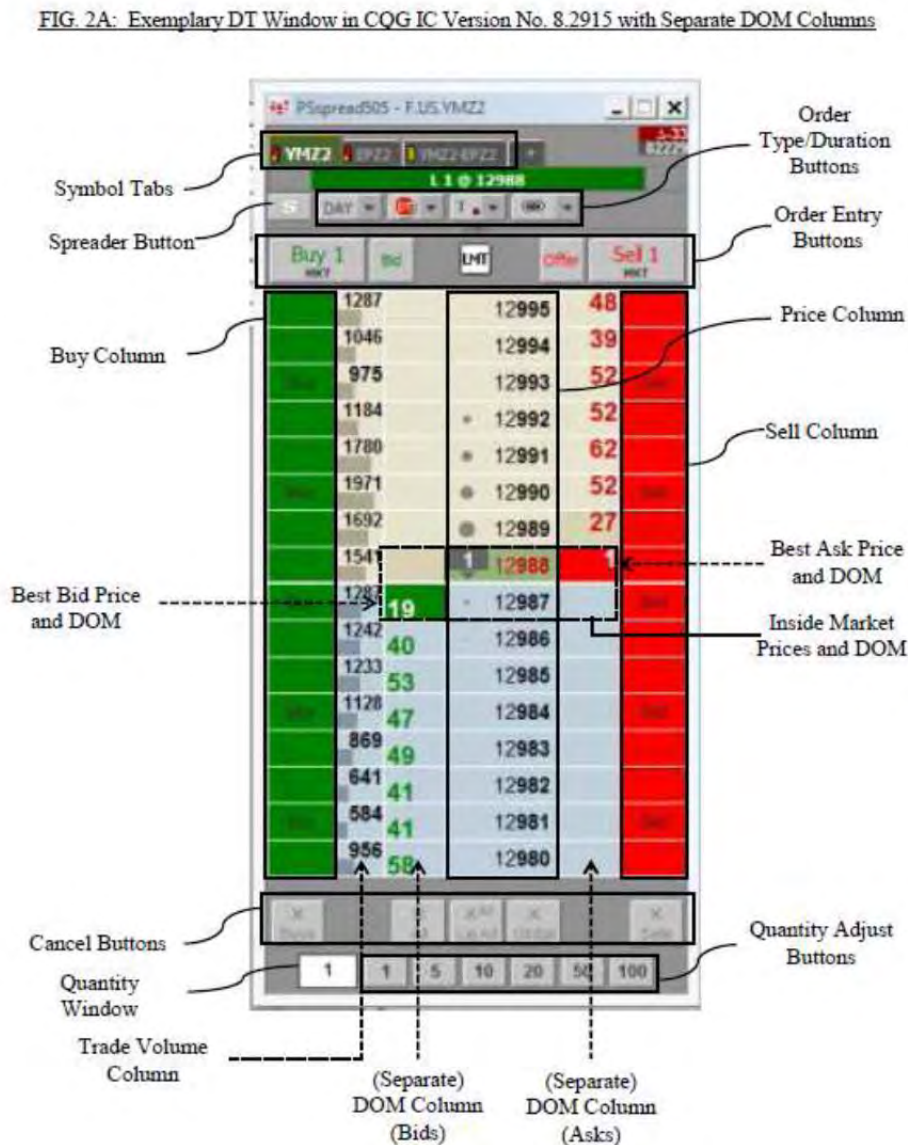 FIG. 2A: Exemplary DT Window in CQG IC Version No. 8.2915 with Separate DOM Columns
PSspread505 - F.US.YMZ2
Order
Type/Duration
Buttons
YMZ2 EPZ2 YMZ2-EPZ2 +
Symbol Tabs
L 1 @ 12988
S DAY
Spreader Button
Order Entry
Buttons
Buy 1 MKT Bid LMT Offer Sell 1 MKT
1287 12995 48
Price Column
Buy Column
1046 12994 39
975 12993 52
1184 12992 52
Sell Column
1780 12991 62
1971 12990 52
1692 12989 27
1541 1 12988 1
Best Ask Price
and DOM
Best Bid Price
and DOM
1287 19 12987
Inside Market
Prices and DOM
1242 40 12986
1233 53 12985
1128 47 12984
869 49 12983
641 41 12982
584 41 12981
956 58 12980
Cancel Buttons
Quantity Adjust
Buttons
1 1 5 10 20 50 100
Quantity
Window
Trade Volume
Column
(Separate)
DOM Column
(Bids)
(Separate)
DOM Column
(Asks)